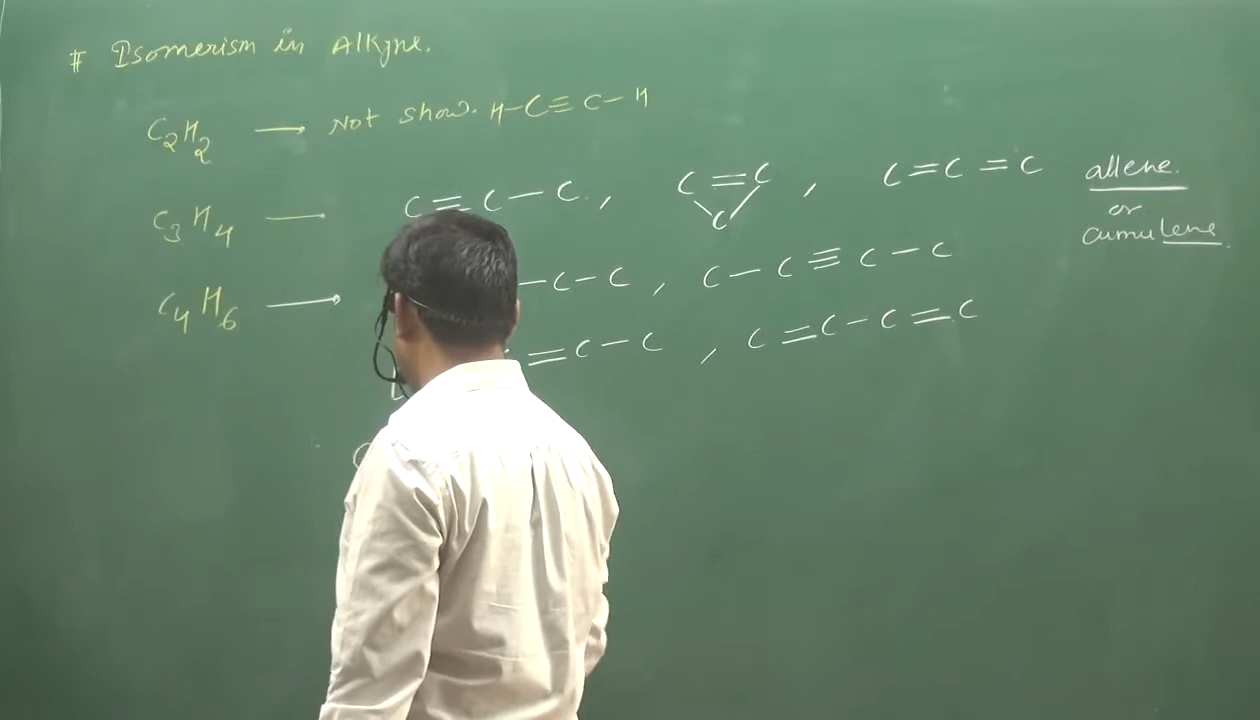 # Isomerism in Alkyne.
C2H2 → Not show. H-C≡C-H
C3H4 → C≡C-C, C=C C, C=C=C allene.
or
cumulene.
C4H6 → -C-C, C-C≡C-C
=C-C, C=C-C=C